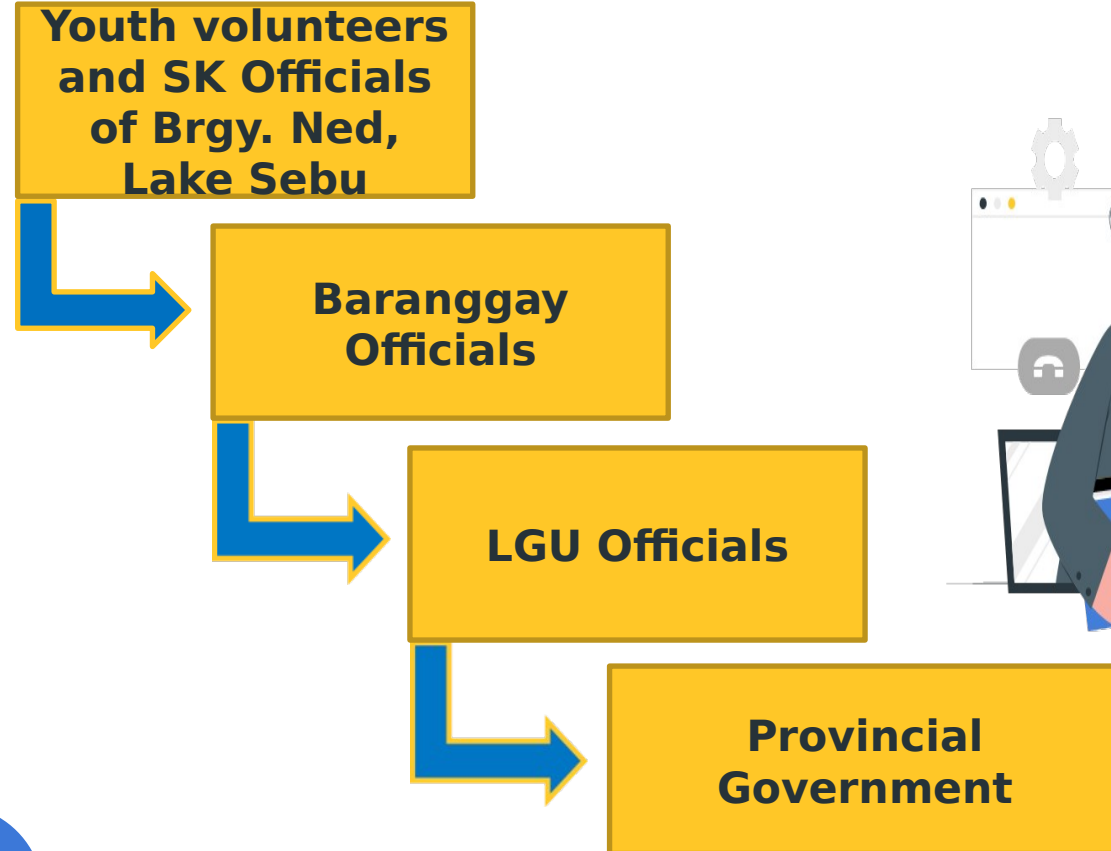 Youth volunteers
and SK Officials
of Brgy. Ned,
Lake Sebu
Baranggay
Officials
LGU Officials
Provincial
Government